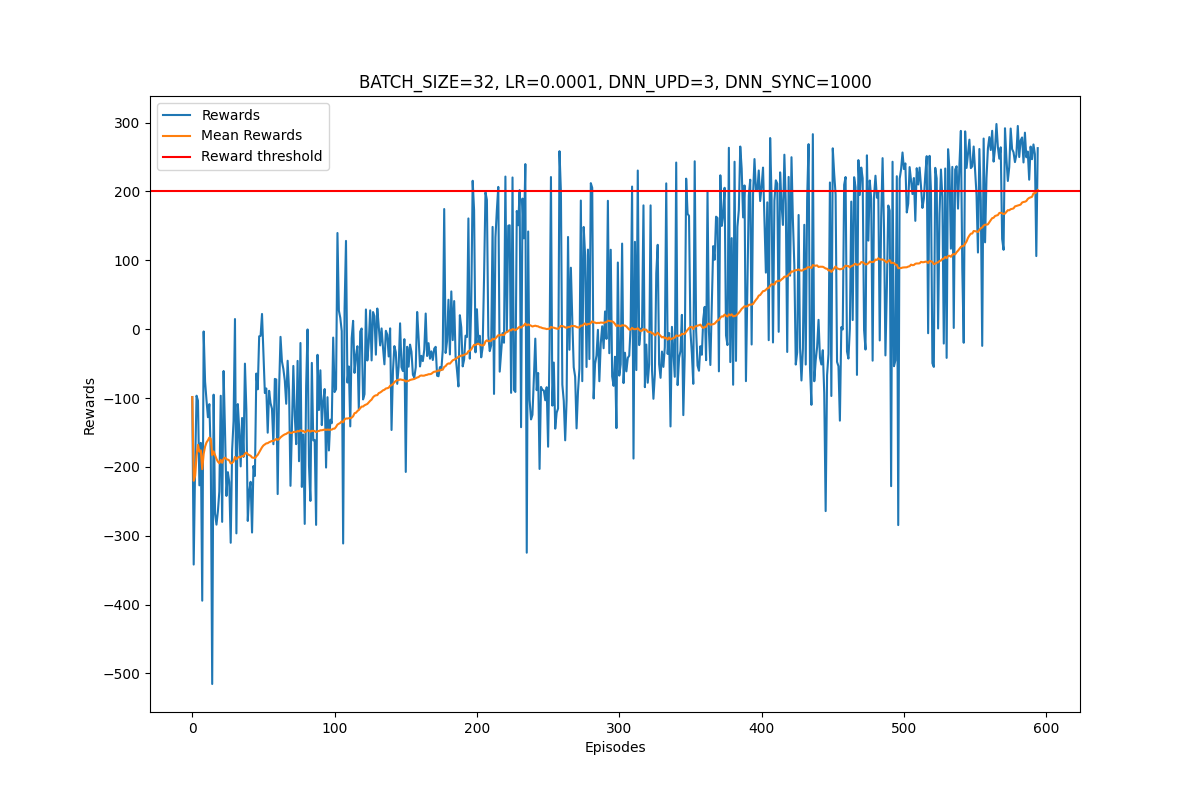 BATCH_SIZE=32, LR=0.0001, DNN_UPD=3, DNN_SYNC=1000
Rewards
Mean Rewards
Reward threshold
300
200
100
0
−100
−200
−300
−400
−500
Rewards
0 100 200 300 400 500 600
Episodes